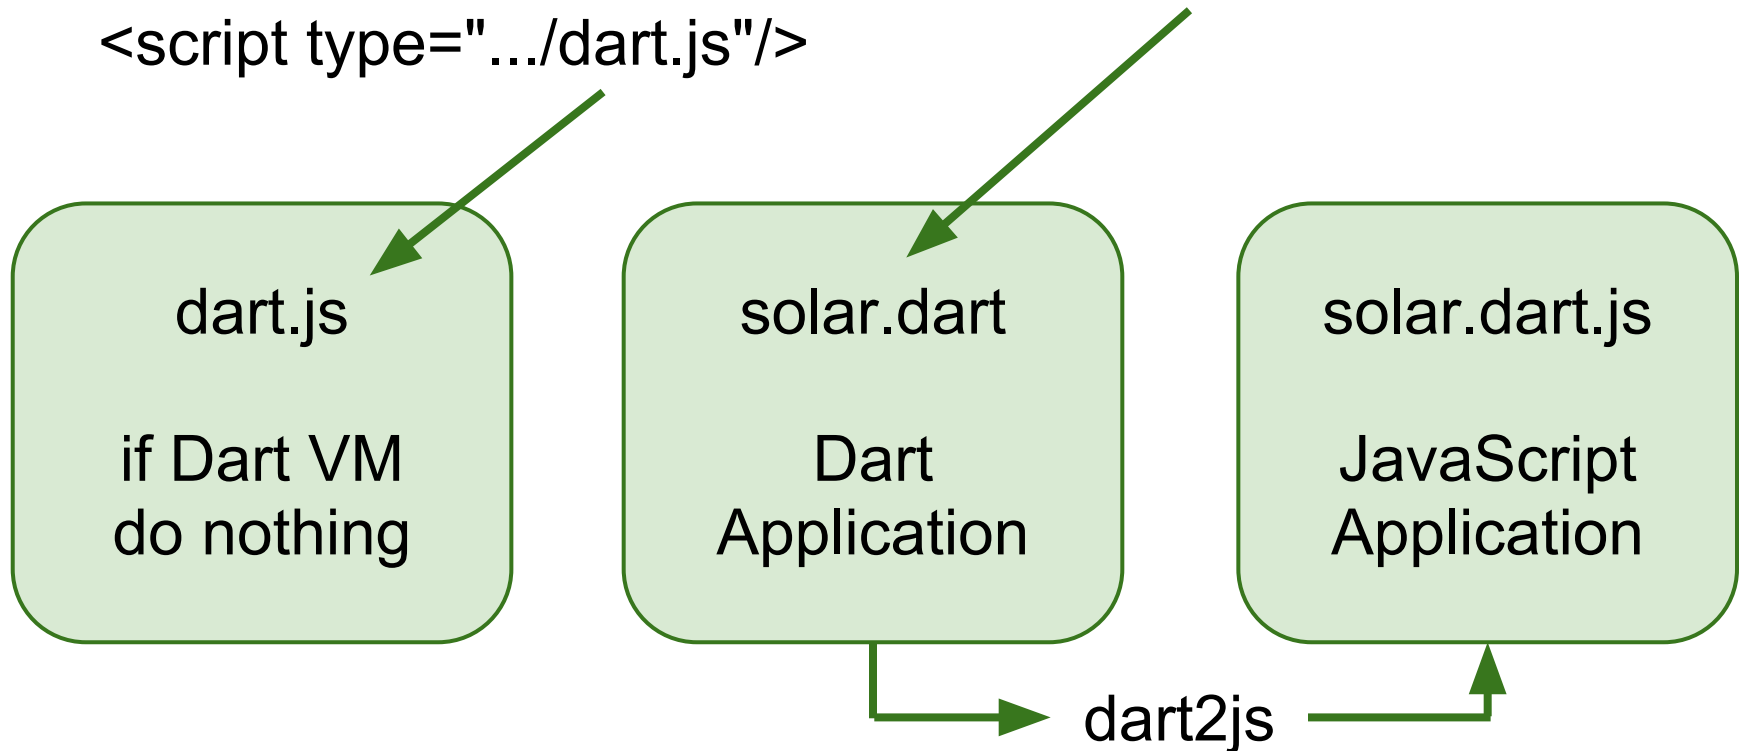 <script type=".../dart.js"/>
dart.js
if Dart VM
do nothing
solar.dart
Dart
Application
solar.dart.js
JavaScript
Application
dart2js